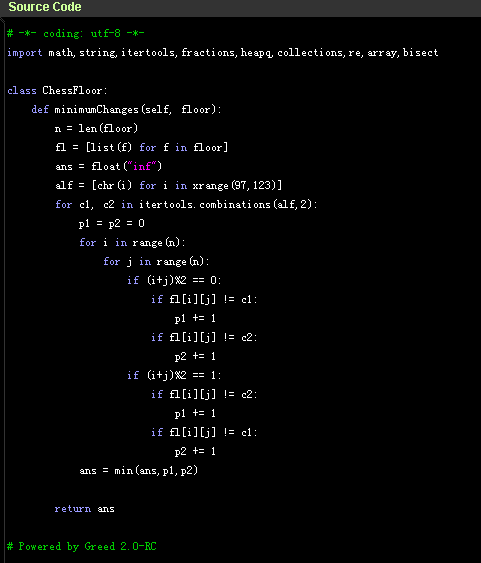 Source Code
# -*- coding: utf-8 -*-
import math,string,itertools,fractions,heapq,collections,re,array,bisect
class ChessFloor:
    def minimumChanges(self, floor):
        n = len(floor)
        fl = [list(f) for f in floor]
        ans = float("inf")
        alf = [chr(i) for i in xrange(97,123)]
        for c1, c2 in itertools.combinations(alf,2):
            p1 = p2 = 0
            for i in range(n):
                for j in range(n):
                    if (i+j)%2 == 0:
                        if fl[i][j] != c1:
                            p1 += 1
                        if fl[i][j] != c2:
                            p2 += 1
                    if (i+j)%2 == 1:
                        if fl[i][j] != c2:
                            p1 += 1
                        if fl[i][j] != c1:
                            p2 += 1
            ans = min(ans,p1,p2)
        return ans
# Powered by Greed 2.0-RC